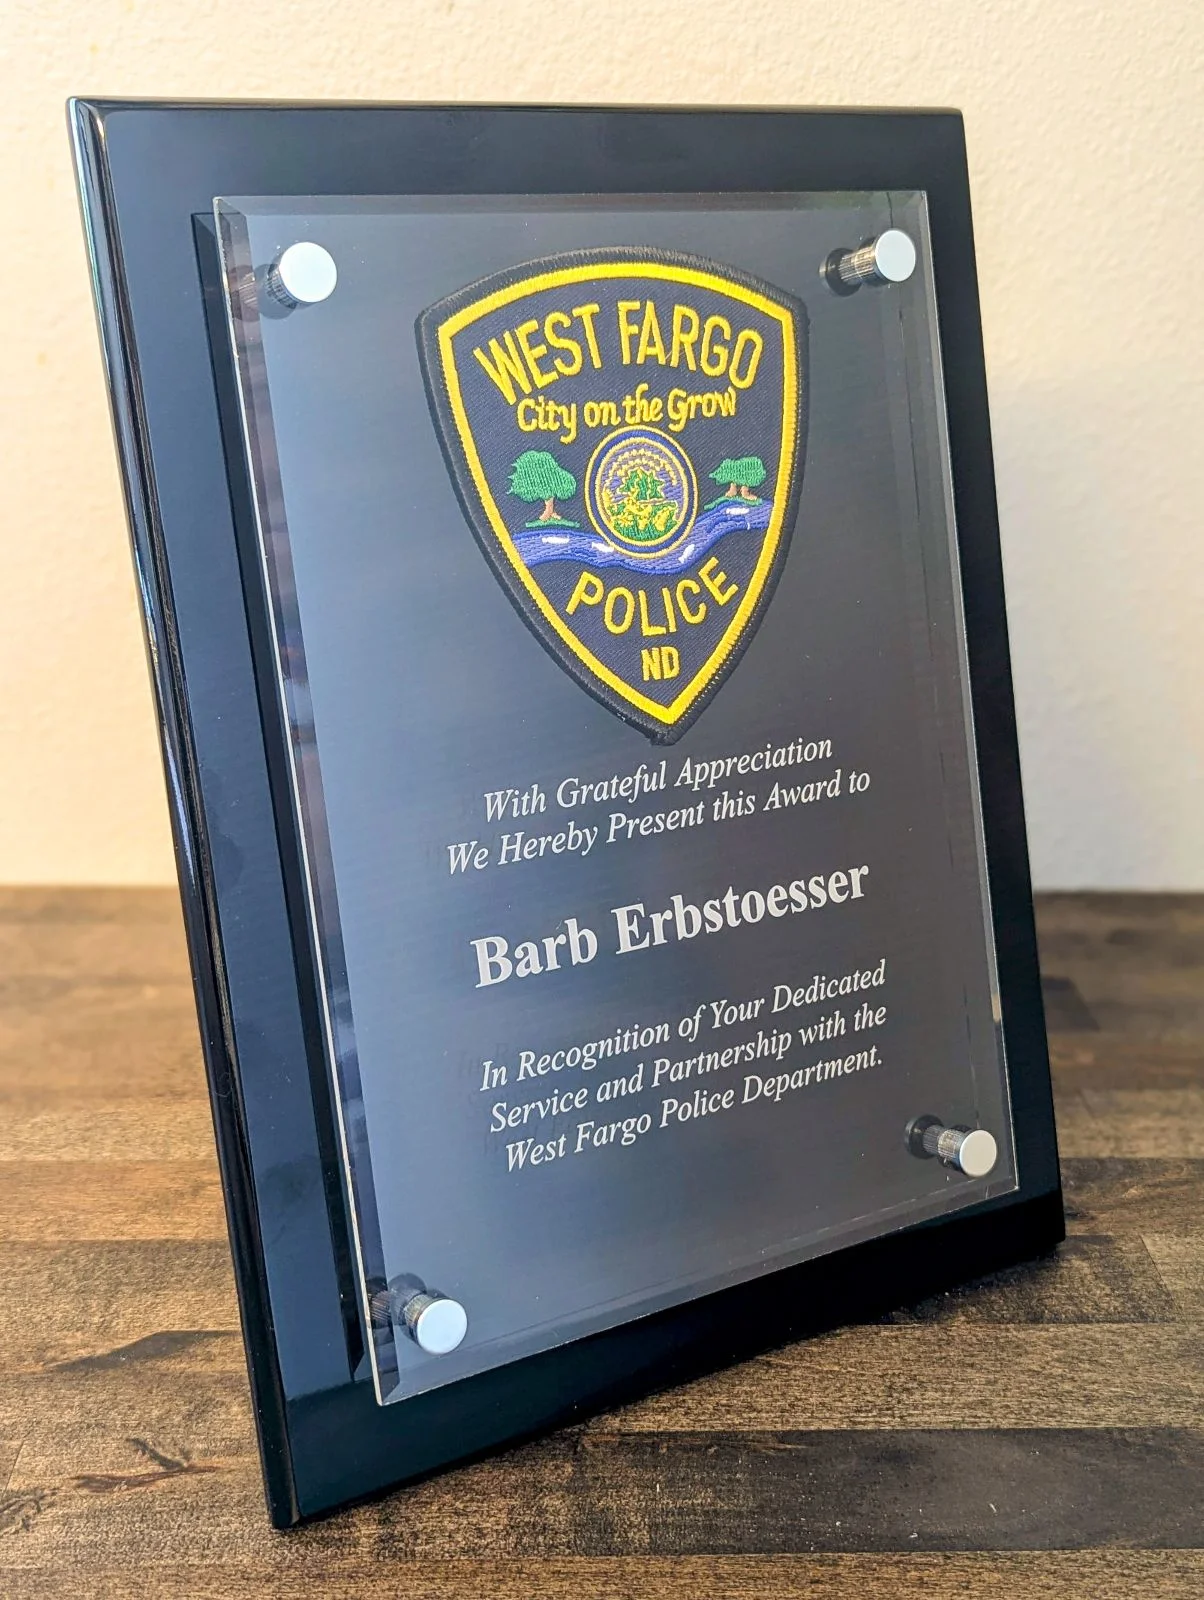 WEST FARGO
City on the Grow
POLICE
ND
With Grateful Appreciation
We Hereby Present this Award to
Barb Erbstoesser
In Recognition of Your Dedicated
Service and Partnership with the
West Fargo Police Department.